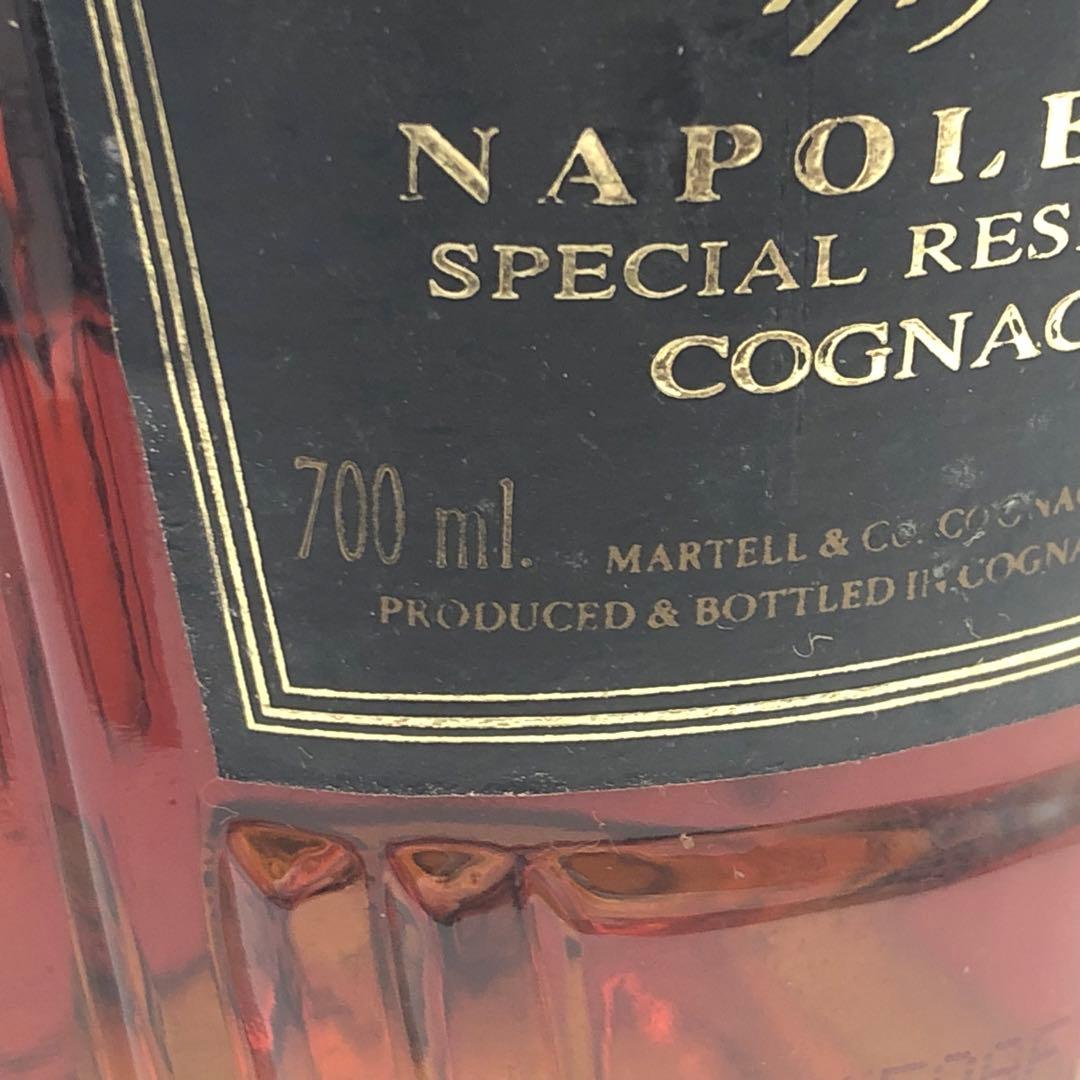 NAPOLE
SPECIAL RES
COGNAC
700 ml.
MARTELL & Co. COGNAC
PRODUCED & BOTTLED IN COGNA